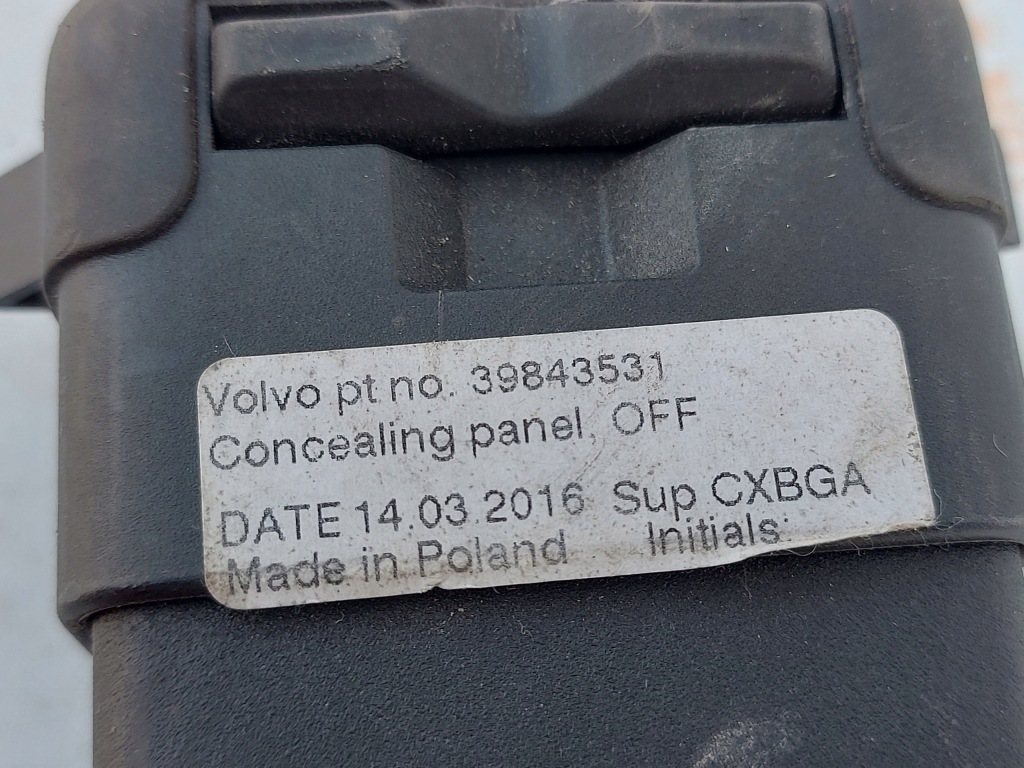 Volvo pt no. 39843531
Concealing panel, OFF
DATE 14.03.2016 Sup CXBGA
Made in Poland Initials: